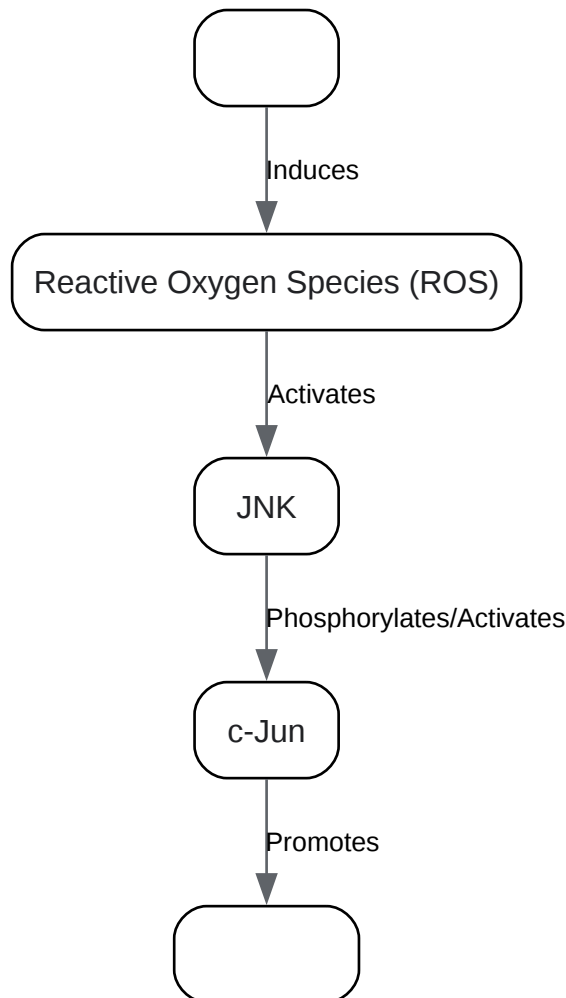 Induces
Reactive Oxygen Species (ROS)
Activates
JNK
Phosphorylates/Activates
c-Jun
Promotes